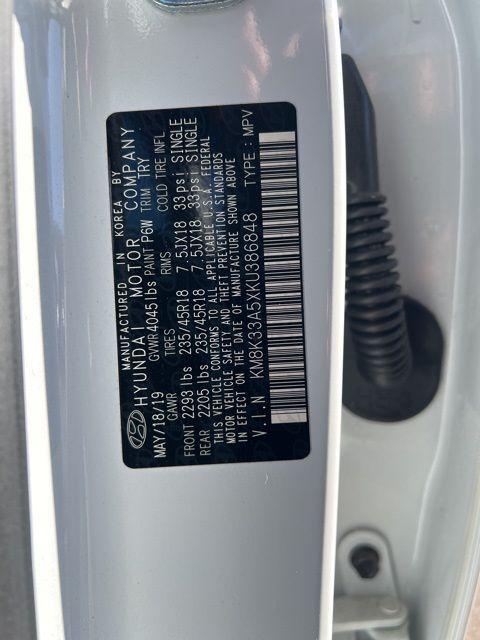 MANUFACTURED IN KOREA BY
HYUNDAI MOTOR COMPANY
MAY/18/19 GVWR 4045 lbs PAINT P6W TRIM TRY
GAWR TIRES RIMS COLD TIRE INFL.
FRONT 2293 lbs 235/45R18 7.5JX18 33psi SINGLE
REAR 2205 lbs 235/45R18 7.5JX18 33psi SINGLE
THIS VEHICLE CONFORMS TO ALL APPLICABLE U.S.A. FEDERAL
MOTOR VEHICLE SAFETY AND THEFT PREVENTION STANDARDS
IN EFFECT ON THE DATE OF MANUFACTURE SHOWN ABOVE
V.I.N KM8K33A5XKU386848 TYPE : MPV